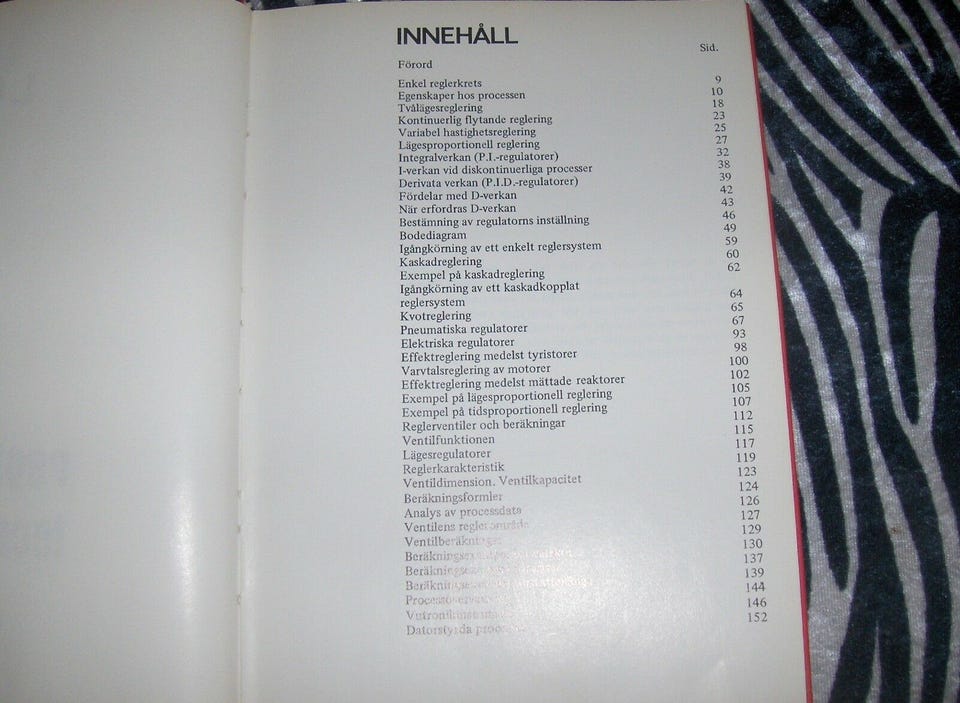 INNEHÅLL
Sid.
Förord
Enkel reglerkrets 9
Egenskaper hos processen 10
Tvålägesreglering 18
Kontinuerlig flytande reglering 23
Variabel hastighetsreglering 25
Lägesproportionell reglering 27
Integralverkan (P.I.-regulatorer) 32
I-verkan vid diskontinuerliga processer 38
Derivata verkan (P.I.D.-regulatorer) 39
Fördelar med D-verkan 42
När erfordras D-verkan 43
Bestämning av regulatorns inställning 46
Bodediagram 49
Igångkörning av ett enkelt reglersystem 59
Kaskadreglering 60
Exempel på kaskadreglering 62
Igångkörning av ett kaskadkopplat
reglersystem 64
Kvotreglering 65
Pneumatiska regulatorer 67
Elektriska regulatorer 93
Effektreglering medelst tyristorer 98
Varvtalsreglering av motorer 100
Effektreglering medelst mättade reaktorer 102
Exempel på lägesproportionell reglering 105
Exempel på tidsproportionell reglering 107
Reglerventiler och beräkningar 112
Ventilfunktionen 115
Lägesregulatorer 117
Reglerkarakteristik 119
Ventildimension. Ventilkapacitet 123
Beräkningsformler 124
Analys av processdata 126
Ventilens reglerområde 127
129
130
137
139
144
146
Datorstyrda 152